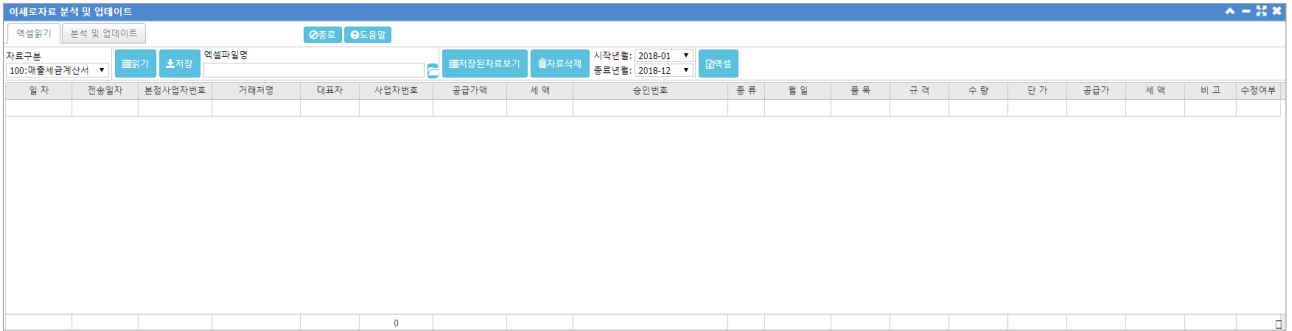 이세로자료 분석 및 업데이트
엑셀읽기 분석 및 업데이트 종료 도움말
자료구분 읽기 저장 엑셀파일명 저장된자료보기 자료삭제 시작년월: 2018-01 엑셀
100:매출세금계산서 종료년월: 2018-12
일 자 전송일자 본점사업자번호 거래처명 대표자 사업자번호 공급가액 세 액 승인번호 종 류 월 일 품 목 규 격 수 량 단 가 공급가 세 액 비 고 수정여부
0